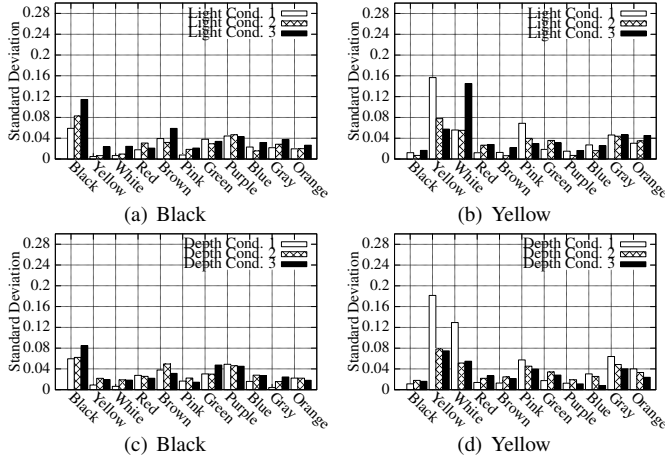 Light Cond. 1
Light Cond. 2
Light Cond. 3
Standard Deviation
0.28
0.24
0.2
0.16
0.12
0.08
0.04
0
Black Yellow White Red Brown Pink Green Purple Blue Gray Orange
(a) Black
Light Cond. 1
Light Cond. 2
Light Cond. 3
Standard Deviation
0.28
0.24
0.2
0.16
0.12
0.08
0.04
0
Black Yellow White Red Brown Pink Green Purple Blue Gray Orange
(b) Yellow
Depth Cond. 1
Depth Cond. 2
Depth Cond. 3
Standard Deviation
0.28
0.24
0.2
0.16
0.12
0.08
0.04
0
Black Yellow White Red Brown Pink Green Purple Blue Gray Orange
(c) Black
Depth Cond. 1
Depth Cond. 2
Depth Cond. 3
Standard Deviation
0.28
0.24
0.2
0.16
0.12
0.08
0.04
0
Black Yellow White Red Brown Pink Green Purple Blue Gray Orange
(d) Yellow